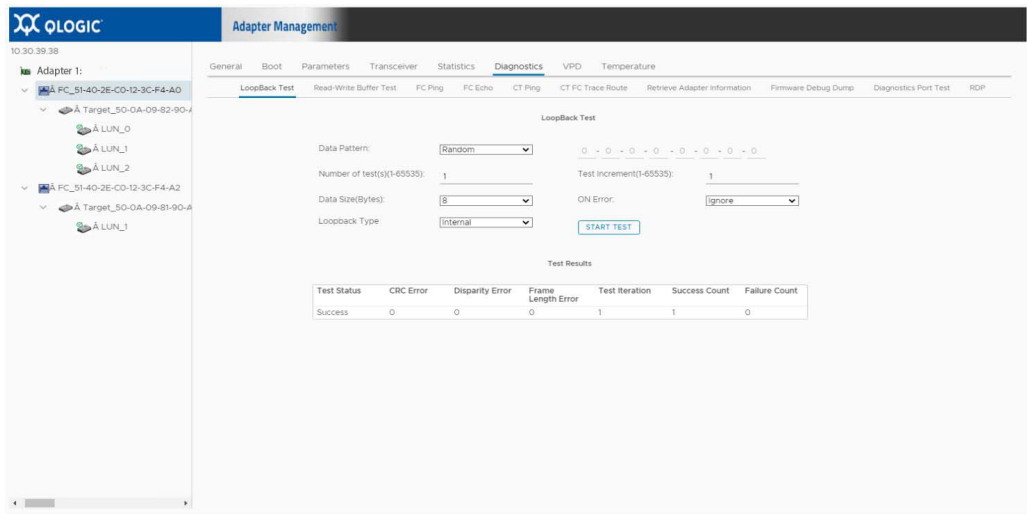 QLOGIC
Adapter Management
10.30.39.38
Adapter 1:
Â FC_51-40-2E-C0-12-3C-F4-A0
Â Target_50-0A-09-82-90-
Â LUN_0
Â LUN_1
Â LUN_2
Â FC_51-40-2E-C0-12-3C-F4-A2
Â Target_50-0A-09-81-90-A
Â LUN_1
General Boot Parameters Transceiver Statistics Diagnostics VPD Temperature
LoopBack Test Read-Write Buffer Test FC Ping FC Echo CT Ping CT FC Trace Route Retrieve Adapter Information Firmware Debug Dump Diagnostics Port Test RDP
LoopBack Test
Data Pattern: Random 0 - 0 - 0 - 0 - 0 - 0 - 0 - 0
Number of test(s)(1-65535): 1 Test Increment(1-65535): 1
Data Size(Bytes): 8 ON Error: Ignore
Loopback Type Internal START TEST
Test Results
Test Status CRC Error Disparity Error Frame Length Error Test Iteration Success Count Failure Count
Success 0 0 0 1 1 0